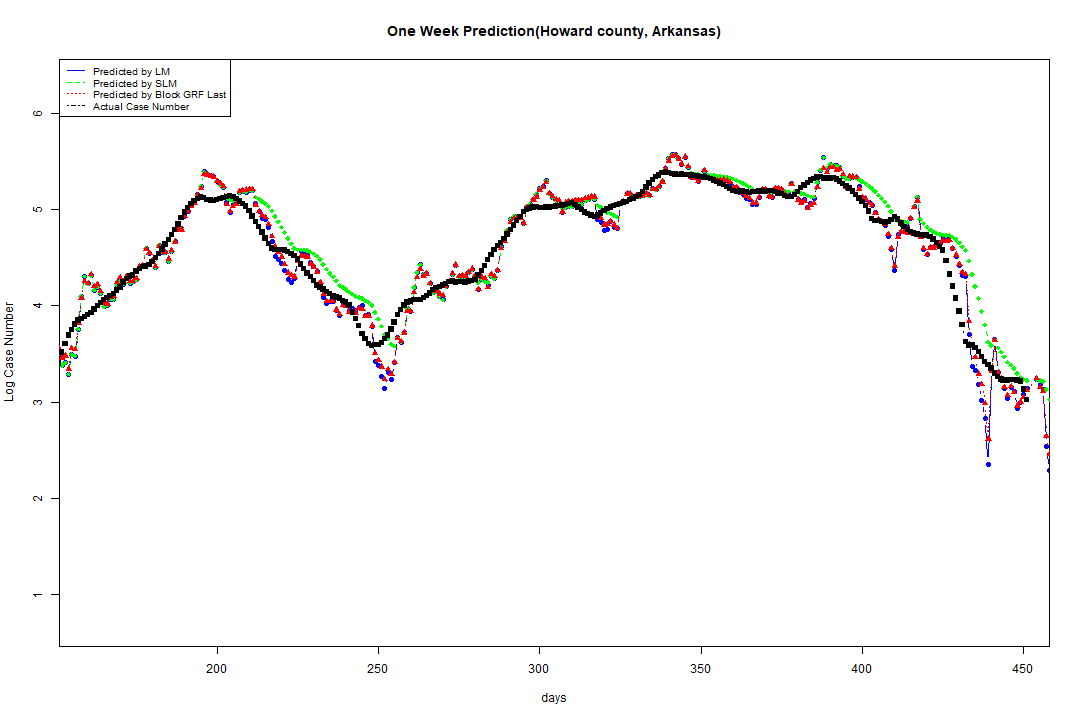 One Week Prediction(Howard county, Arkansas)
Predicted by LM
Predicted by SLM
Predicted by Block GRF Last
Actual Case Number
Log Case Number
6
5
4
3
2
1
200 250 300 350 400 450
days